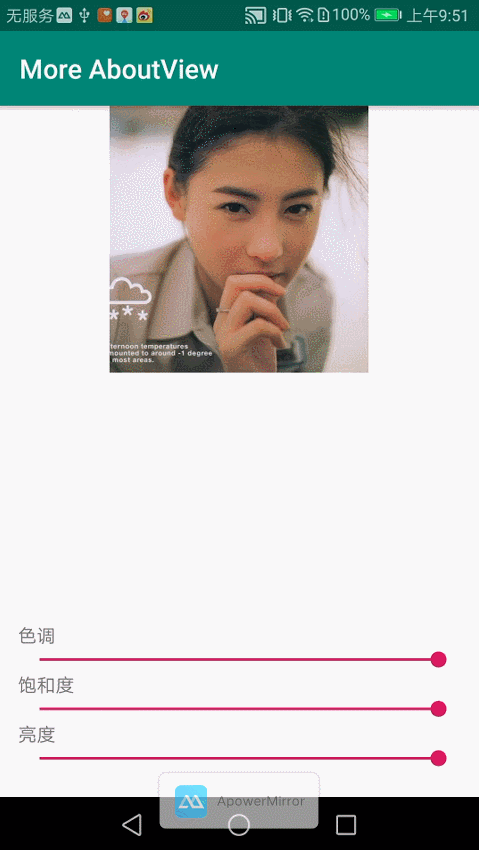 无服务
100%
上午9:51
More AboutView
fternoon temperatures
mounted to around -1 degree
most areas.
色调
饱和度
亮度
ApowerMirror